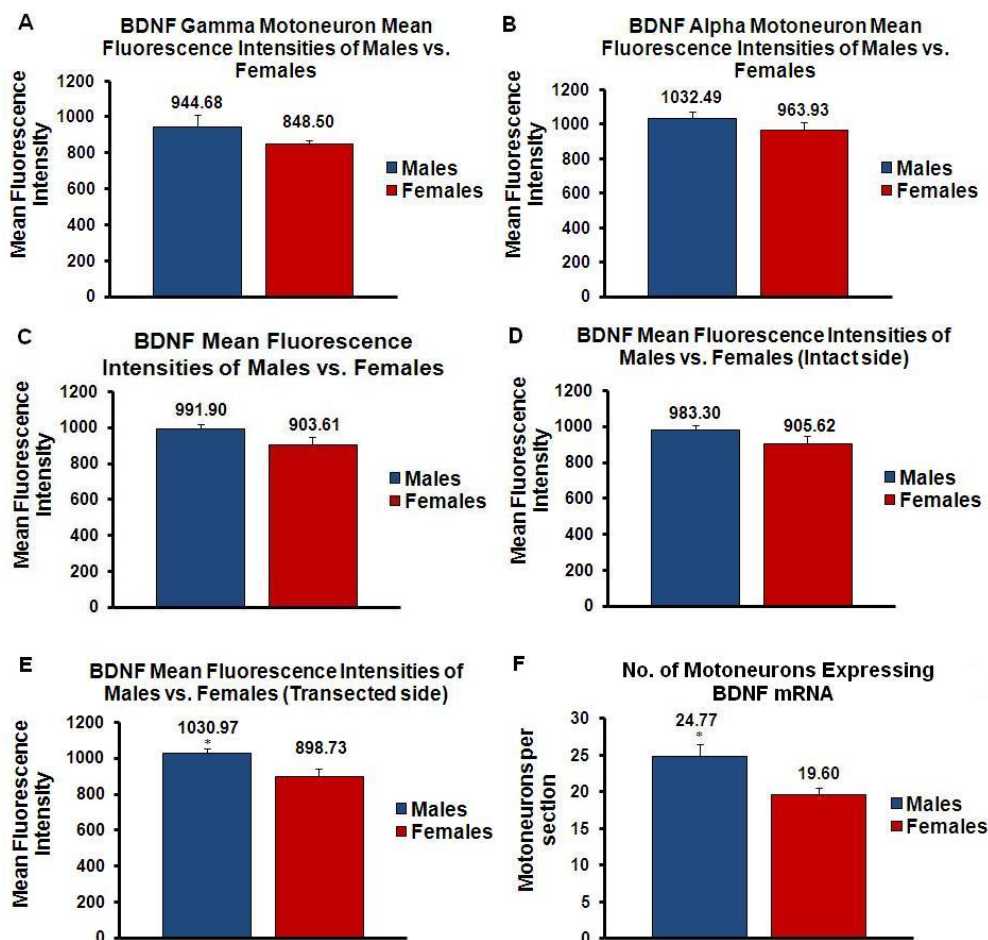 A
BDNF Gamma Motoneuron Mean
Fluorescence Intensities of Males vs.
Females
Mean Fluorescence
Intensity
1200
1000
800
600
400
200
0
944.68
848.50
Males
Females
B
BDNF Alpha Motoneuron Mean
Fluorescence Intensities of Males vs.
Females
Mean Fluorescence
Intensity
1200
1000
800
600
400
200
0
1032.49
963.93
Males
Females
C
BDNF Mean Fluorescence
Intensities of Males vs. Females
Mean Fluorescence
Intensity
1200
1000
800
600
400
200
0
991.90
903.61
Males
Females
D
BDNF Mean Fluorescence Intensities of
Males vs. Females (Intact side)
Mean Fluorescence
Intensity
1200
1000
800
600
400
200
0
983.30
905.62
Males
Females
E
BDNF Mean Fluorescence Intensities of
Males vs. Females (Transected side)
Mean Fluorescence
Intensity
1200
1000
800
600
400
200
0
1030.97
*
898.73
Males
Females
F
No. of Motoneurons Expressing
BDNF mRNA
Motoneurons per
section
30
25
20
15
10
5
0
24.77
*
19.60
Males
Females